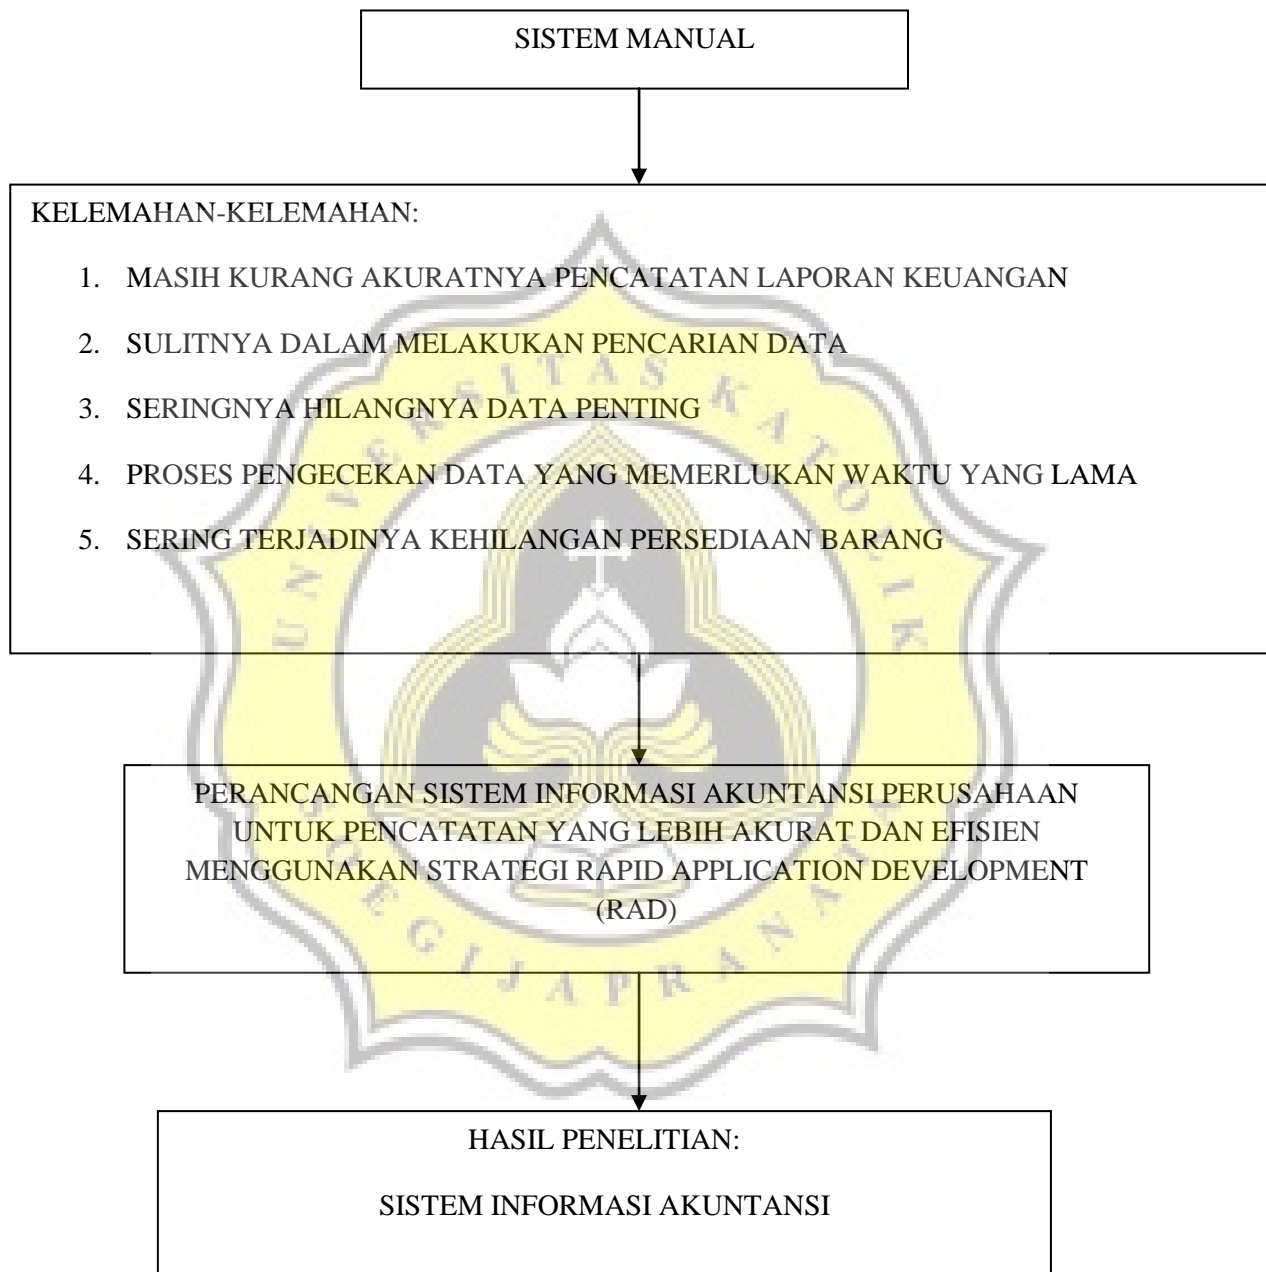 SISTEM MANUAL
KELEMAHAN-KELEMAHAN:
1. MASIH KURANG AKURATNYA PENCATATAN LAPORAN KEUANGAN
2. SULITNYA DALAM MELAKUKAN PENCARIAN DATA
3. SERINGNYA HILANGNYA DATA PENTING
4. PROSES PENGECEKAN DATA YANG MEMERLUKAN WAKTU YANG LAMA
5. SERING TERJADINYA KEHILANGAN PERSEDIAAN BARANG
PERANCANGAN SISTEM INFORMASI AKUNTANSI PERUSAHAAN
UNTUK PENCATATAN YANG LEBIH AKURAT DAN EFISIEN
MENGGUNAKAN STRATEGI RAPID APPLICATION DEVELOPMENT
(RAD)
HASIL PENELITIAN:
SISTEM INFORMASI AKUNTANSI
UNIVERSITAS KATOLIK
SOEGIJAPRANATA